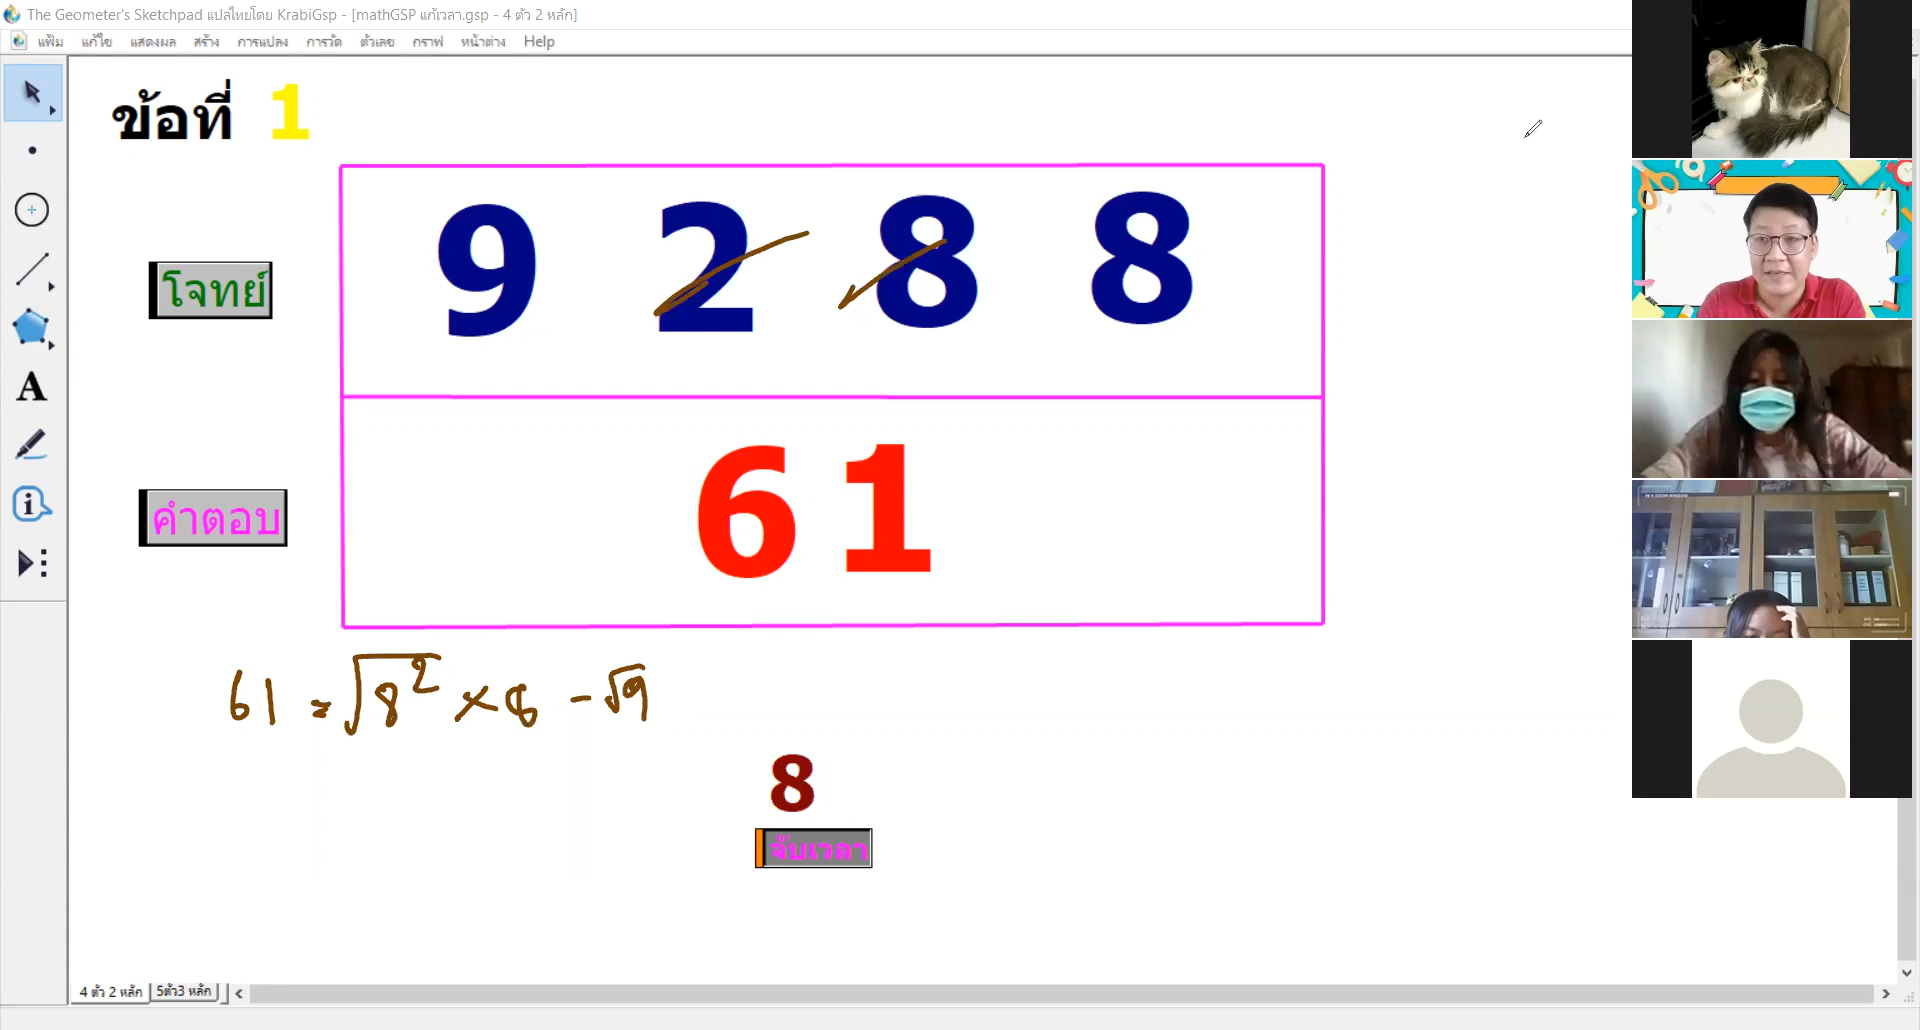 The Geometer's Sketchpad แปลไทยโดย KrabiGsp - [mathGSP แก้เวลา.gsp - 4 ตัว 2 หลัก]
แฟ้ม แก้ไข แสดงผล สร้าง การแปลง การวัด ตัวเลข กราฟ หน้าต่าง Help
ข้อที่ 1
โจทย์ 9 2 8 8
คำตอบ 61
61 = √8² × 8 - √9
8
จับเวลา
4 ตัว 2 หลัก 5ตัว3 หลัก